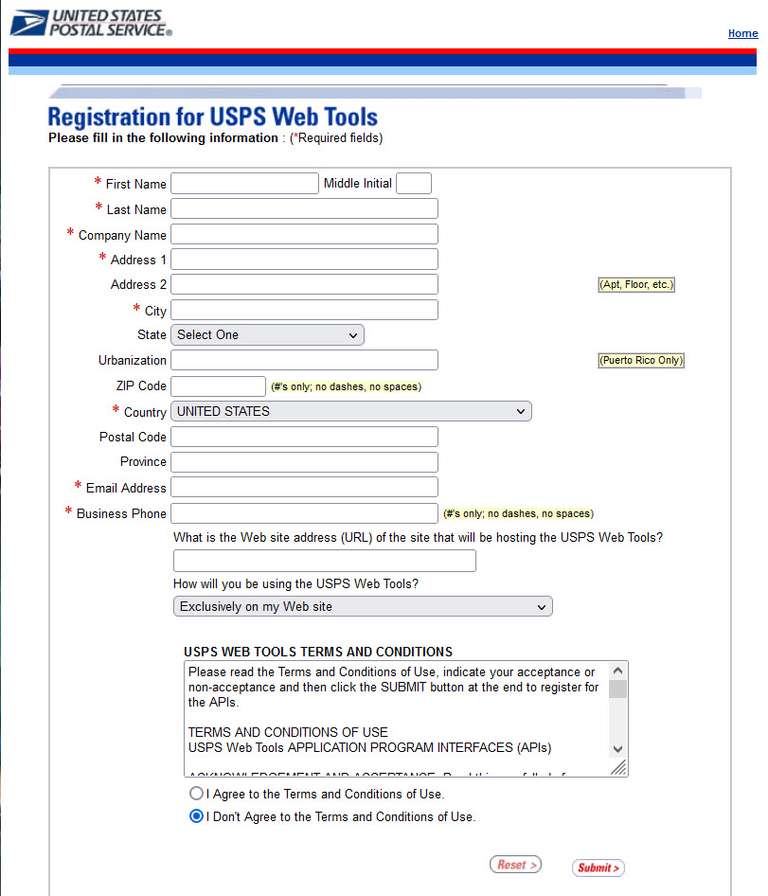 UNITED STATES
POSTAL SERVICE®
Home
Registration for USPS Web Tools
Please fill in the following information : (*Required fields)
* First Name Middle Initial
* Last Name
* Company Name
* Address 1
Address 2 (Apt, Floor, etc.)
* City
State Select One
Urbanization (Puerto Rico Only)
ZIP Code (#'s only; no dashes, no spaces)
* Country UNITED STATES
Postal Code
Province
* Email Address
* Business Phone (#'s only; no dashes, no spaces)
What is the Web site address (URL) of the site that will be hosting the USPS Web Tools?
How will you be using the USPS Web Tools?
Exclusively on my Web site
USPS WEB TOOLS TERMS AND CONDITIONS
Please read the Terms and Conditions of Use, indicate your acceptance or
non-acceptance and then click the SUBMIT button at the end to register for
the APIs.
TERMS AND CONDITIONS OF USE
USPS Web Tools APPLICATION PROGRAM INTERFACES (APIs)
ACKNOWLEDGEMENT AND ACCEPTANCE.
I Agree to the Terms and Conditions of Use.
I Don't Agree to the Terms and Conditions of Use.
Reset >
Submit >